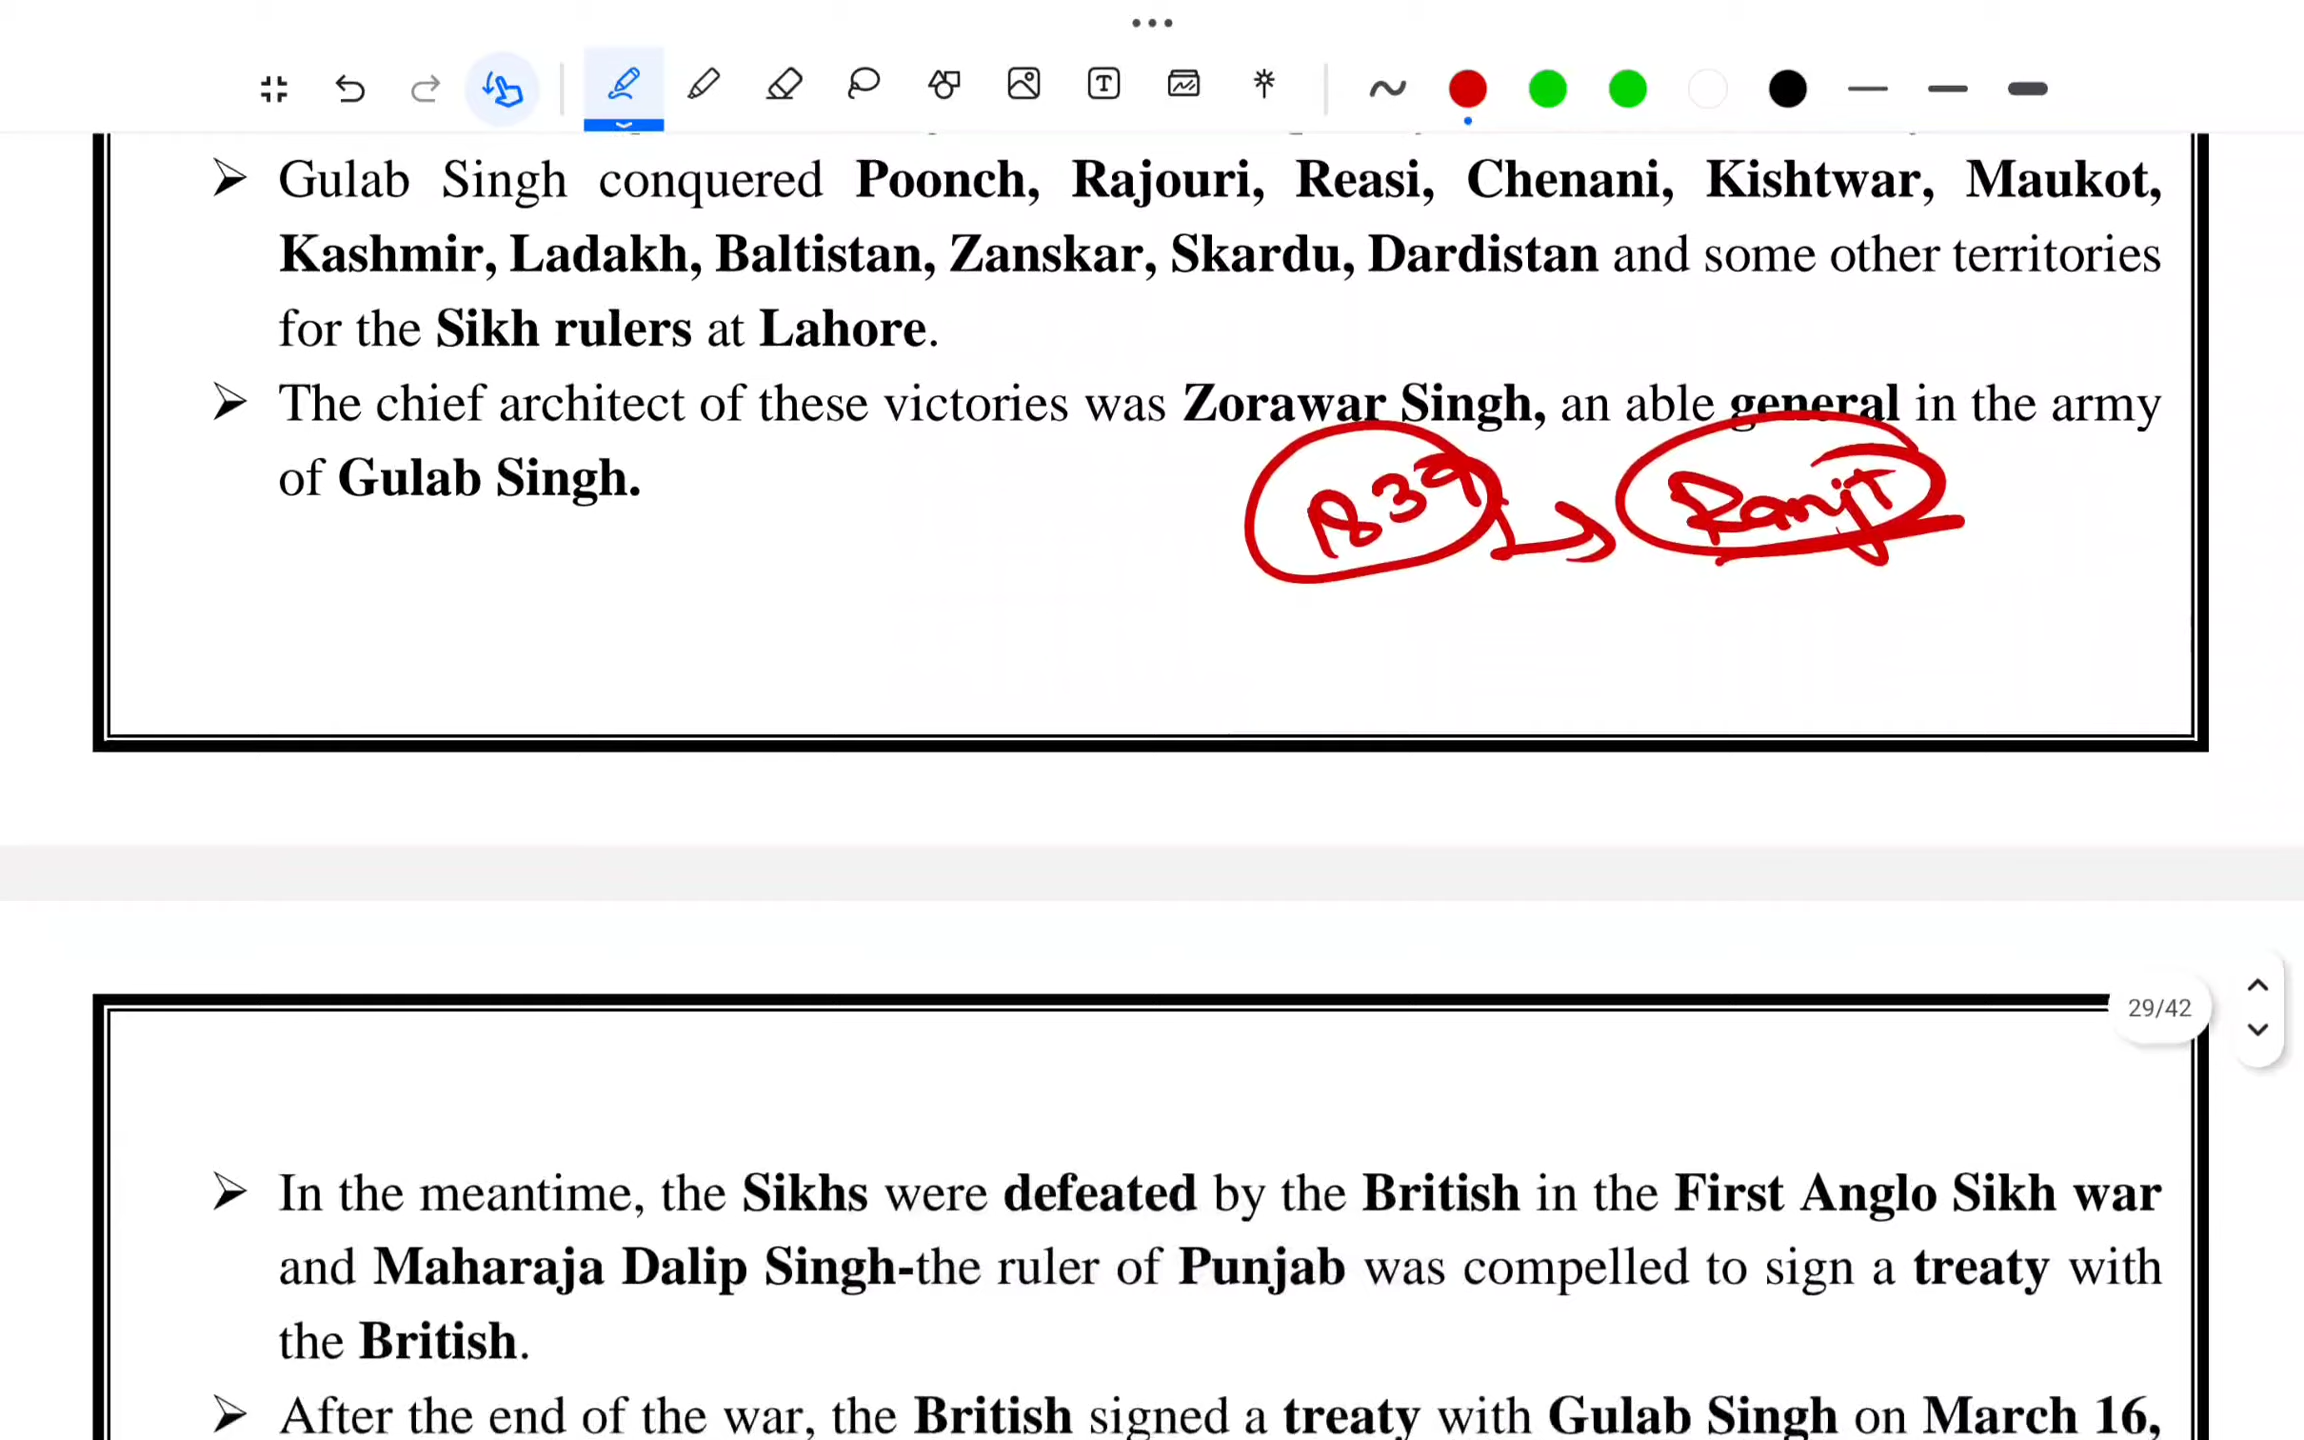 Gulab Singh conquered Poonch, Rajouri, Reasi, Chenani, Kishtwar, Maukot,
Kashmir, Ladakh, Baltistan, Zanskar, Skardu, Dardistan and some other territories
for the Sikh rulers at Lahore.
The chief architect of these victories was Zorawar Singh, an able general in the army
of Gulab Singh.
1839 Ranjit
29/42
In the meantime, the Sikhs were defeated by the British in the First Anglo Sikh war
and Maharaja Dalip Singh-the ruler of Punjab was compelled to sign a treaty with
the British.
After the end of the war, the British signed a treaty with Gulab Singh on March 16,